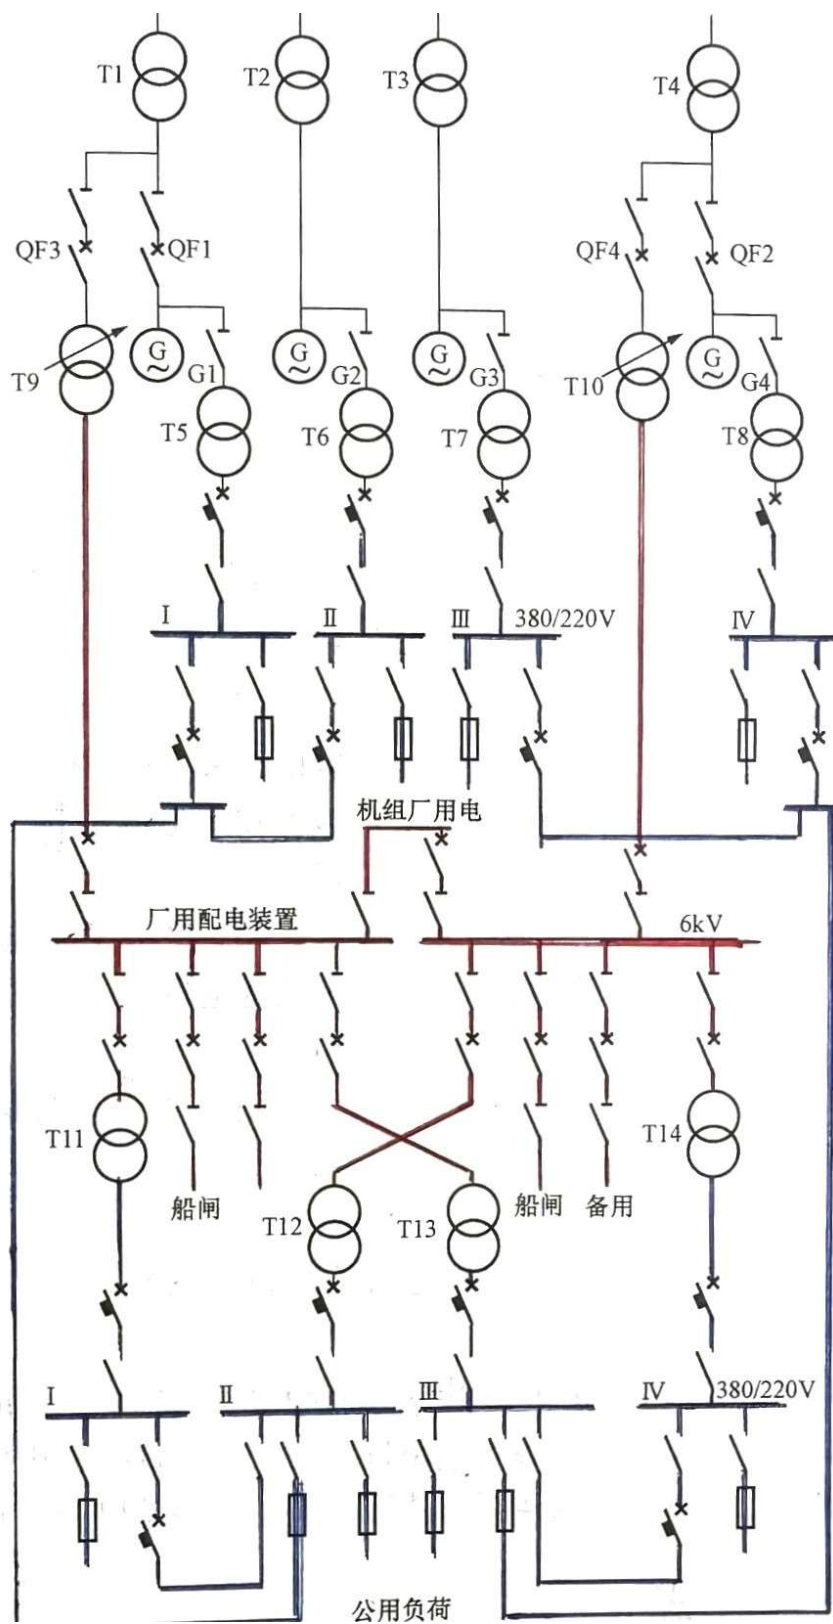 T1 T2 T3 T4
QF3 QF1 QF4 QF2
G G G G
T9 G1 G2 G3 T10 G4
T5 T6 T7 T8
I II III 380/220V IV
机组厂用电
厂用配电装置 6kV
T11 T14
船闸 T12 T13 船闸 备用
I II III IV 380/220V
公用负荷